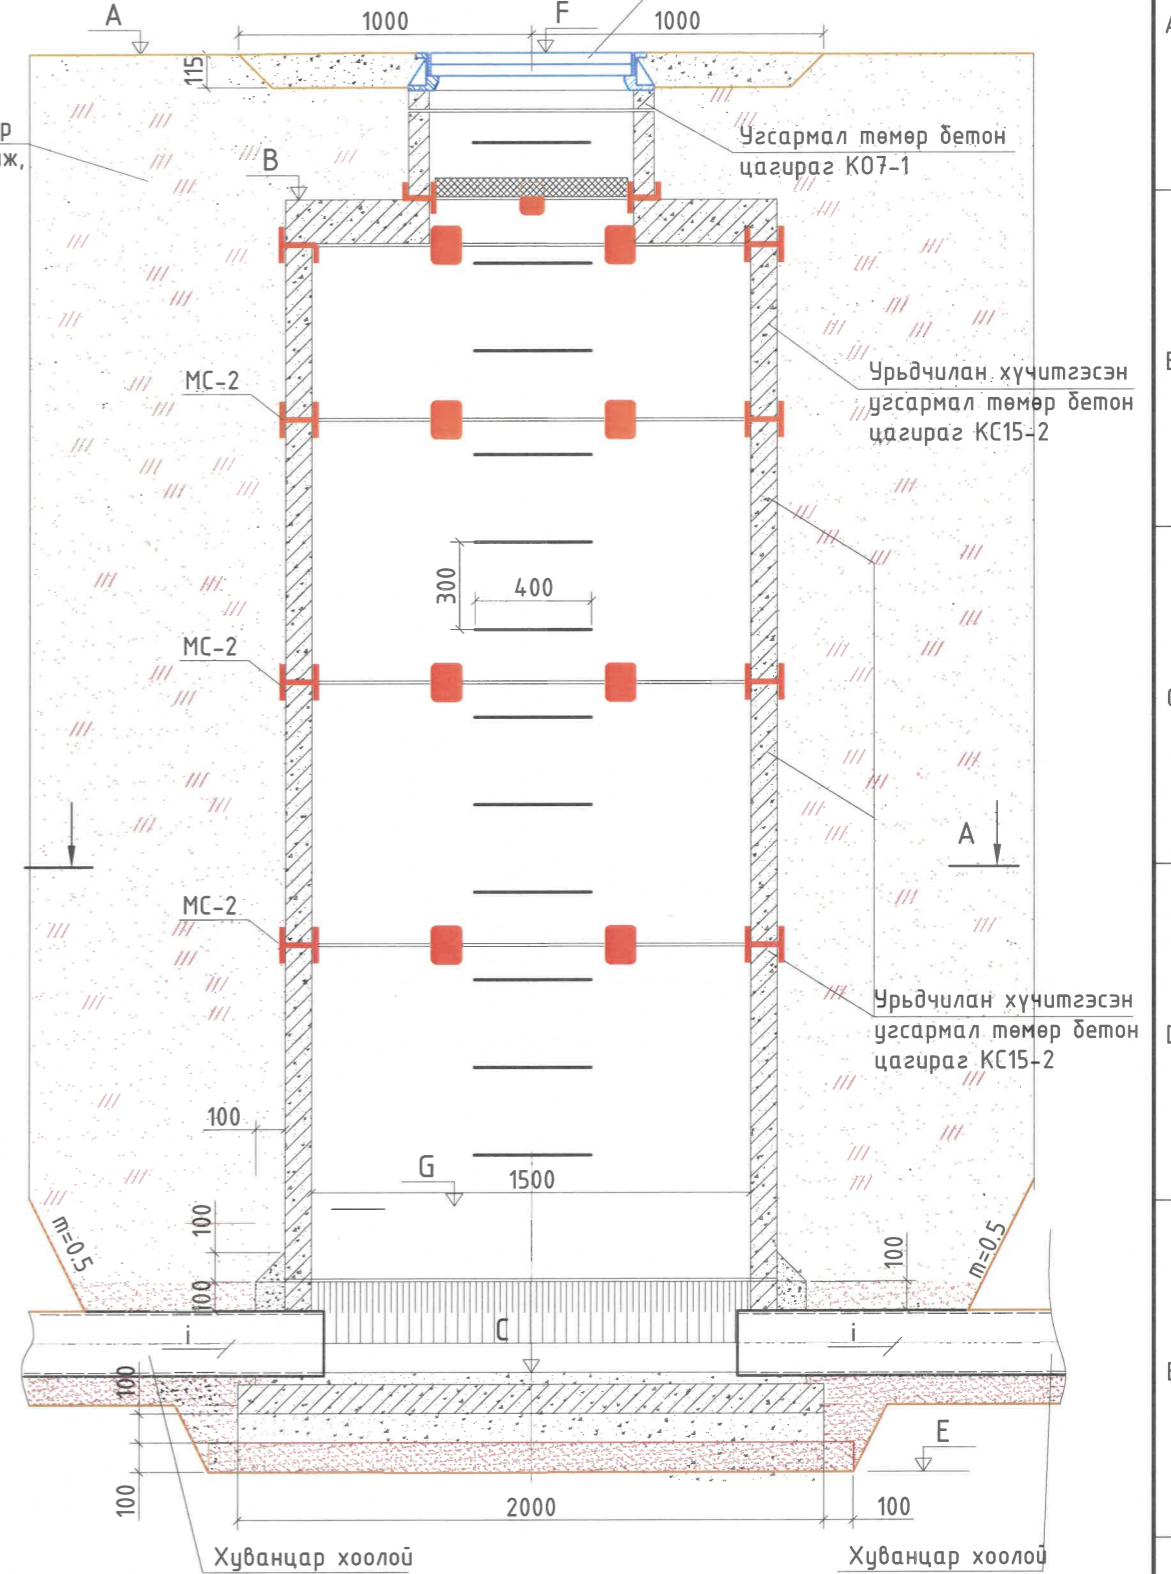 A
1000
F
1000
115
р
иж,
B
Угсармал төмөр бетон
цагираг КО7-1
МС-2
Урьдчилан хүчитгэсэн
угсармал төмөр бетон
цагираг КС15-2
300
400
МС-2
A
МС-2
Урьдчилан хүчитгэсэн
угсармал төмөр бетон
цагираг КС15-2
100
G
1500
m=0.5
100
100
100
m=0.5
i
C
i
100
E
100
2000
100
Хуванцар хоолой
Хуванцар хоолой
A
B
C
D
E